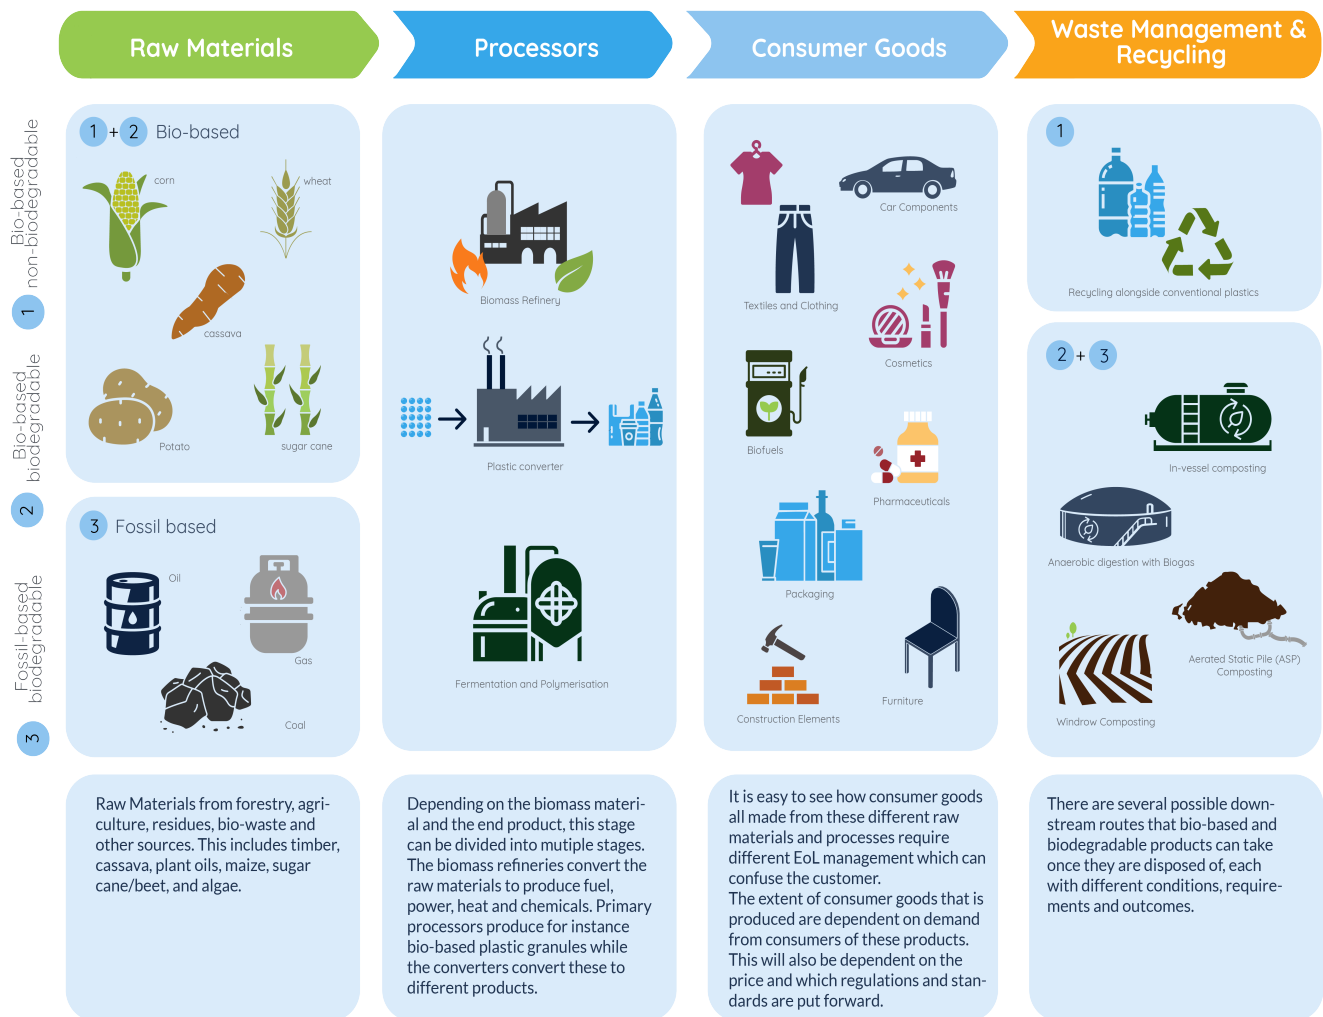 Raw Materials
Processors
Consumer Goods
Waste Management &
Recycling
Bio-based
non-biodegradable
1
Bio-based
biodegradable
2
Fossil-based
biodegradable
3
1 + 2 Bio-based
corn
wheat
cassava
Potato
sugar cane
3 Fossil based
Oil
Gas
Coal
Biomass Refinery
Plastic converter
Fermentation and Polymerisation
Car Components
Textiles and Clothing
Cosmetics
Biofuels
Pharmaceuticals
Packaging
Furniture
Construction Elements
1
Recycling alongside conventional plastics
2 + 3
In-vessel composting
Anaerobic digestion with Biogas
Aerated Static Pile (ASP)
Composting
Windrow Composting
Raw Materials from forestry, agri-
culture, residues, bio-waste and
other sources. This includes timber,
cassava, plant oils, maize, sugar
cane/beet, and algae.
Depending on the biomass materi-
al and the end product, this stage
can be divided into mutiple stages.
The biomass refineries convert the
raw materials to produce fuel,
power, heat and chemicals. Primary
processors produce for instance
bio-based plastic granules while
the converters convert these to
different products.
It is easy to see how consumer goods
all made from these different raw
materials and processes require
different EoL management which can
confuse the customer.
The extent of consumer goods that is
produced are dependent on demand
from consumers of these products.
This will also be dependent on the
price and which regulations and stan-
dards are put forward.
There are several possible down-
stream routes that bio-based and
biodegradable products can take
once they are disposed of, each
with different conditions, require-
ments and outcomes.